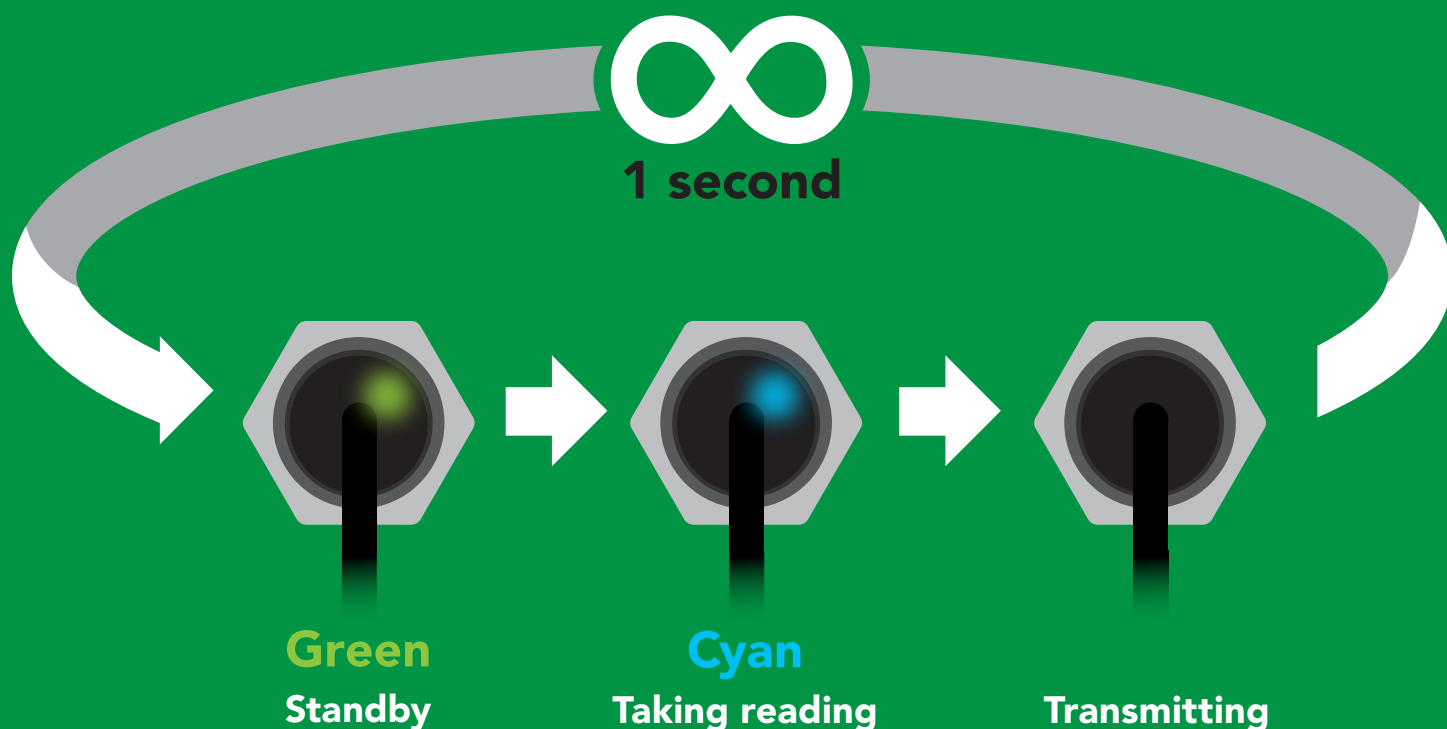 1 second
Green
Standby
Cyan
Taking reading
Transmitting